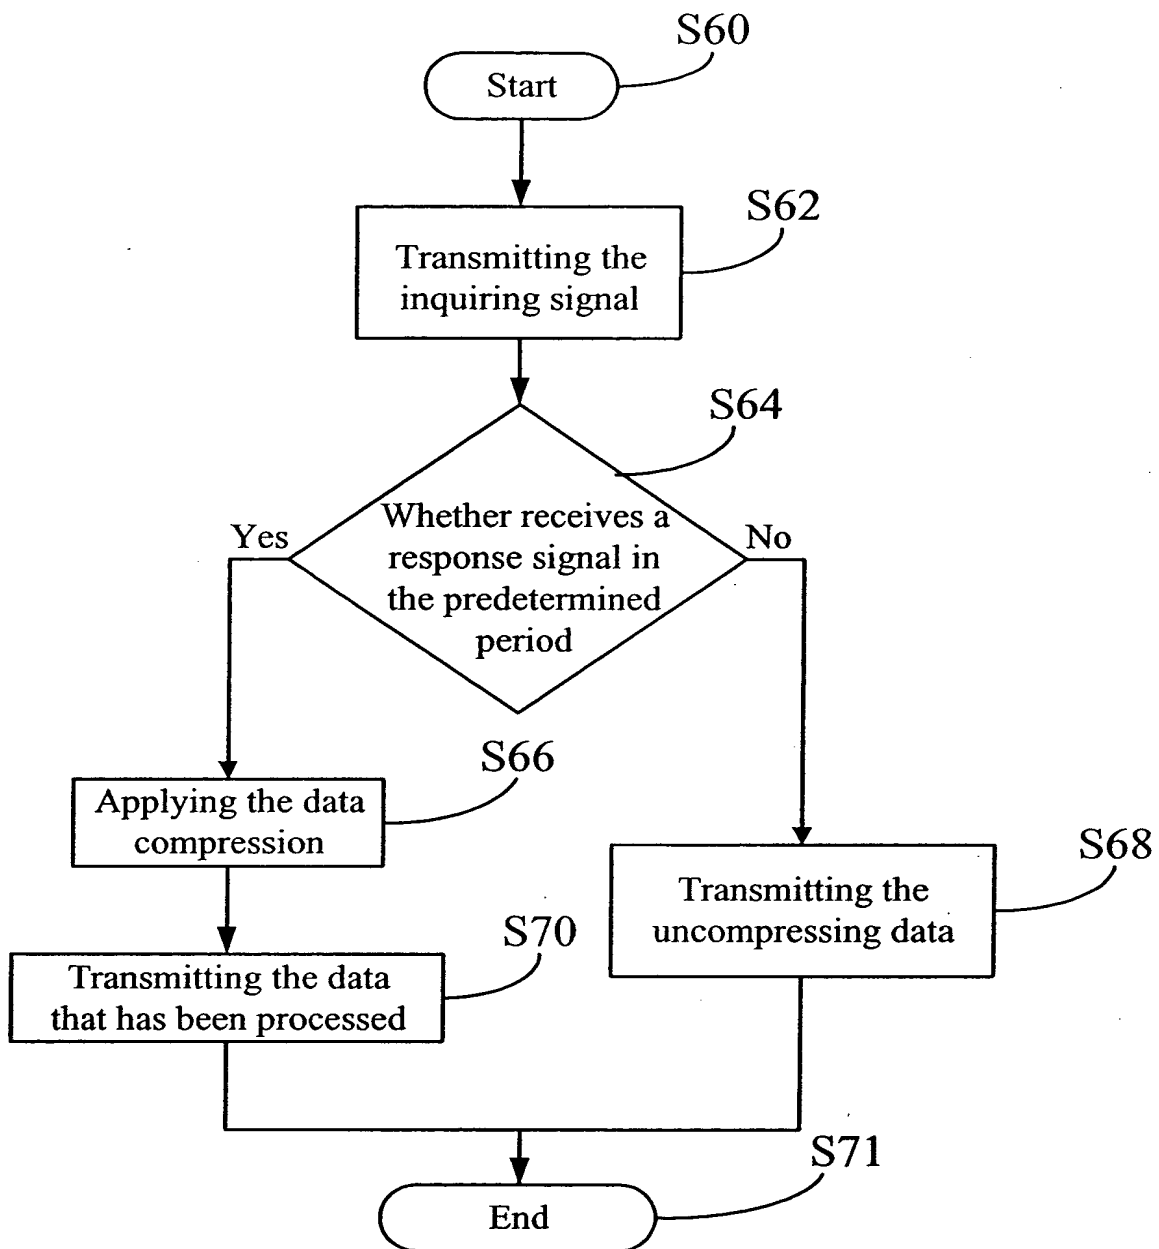 S60
Start
S62
Transmitting the
inquiring signal
S64
Whether receives a
response signal in
the predetermined
period
Yes
No
S66
Applying the data
compression
S68
Transmitting the
uncompressing data
S70
Transmitting the data
that has been processed
S71
End